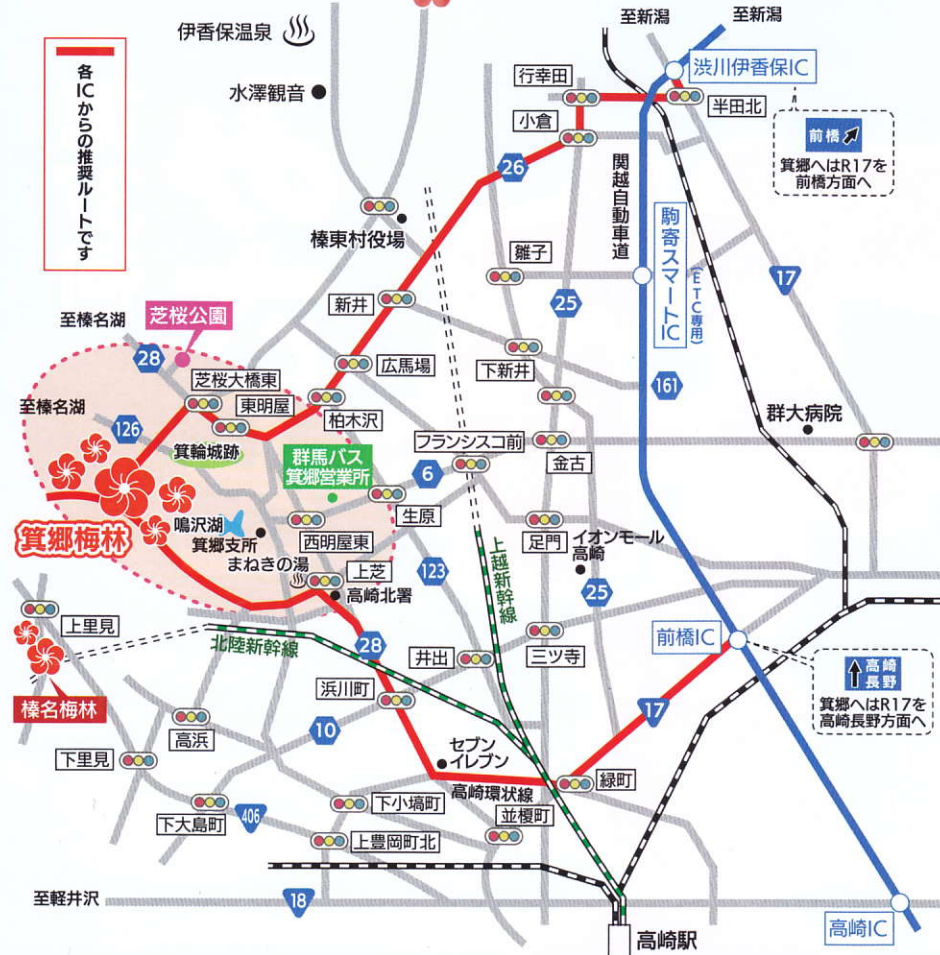 各ICからの推奨ルートです
伊香保温泉
水澤観音
至新潟
至新潟
渋川伊香保IC
行幸田
半田北
小倉
前橋
箕郷へはR17を
前橋方面へ
26
関越自動車道
榛東村役場
駒寄スマートIC
(ETC専用)
雛子
25
17
新井
至榛名湖
芝桜公園
28
広馬場
下新井
161
芝桜大橋東
至榛名湖
東明屋
柏木沢
126
群大病院
箕輪城跡
フランシスコ前
金古
群馬バス
箕郷営業所
6
生原
箕郷梅林
鳴沢湖
箕郷支所
西明屋東
足門
イオンモール
高崎
まねきの湯
上芝
高崎北署
123
上越新幹線
25
上里見
北陸新幹線
28
井出
三ツ寺
前橋IC
高崎
長野
箕郷へはR17を
高崎長野方面へ
榛名梅林
浜川町
17
高浜
10
セブン
イレブン
下里見
高崎環状線
緑町
下大島町
406
下小塙町
並榎町
上豊岡町北
至軽井沢
18
高崎駅
高崎IC